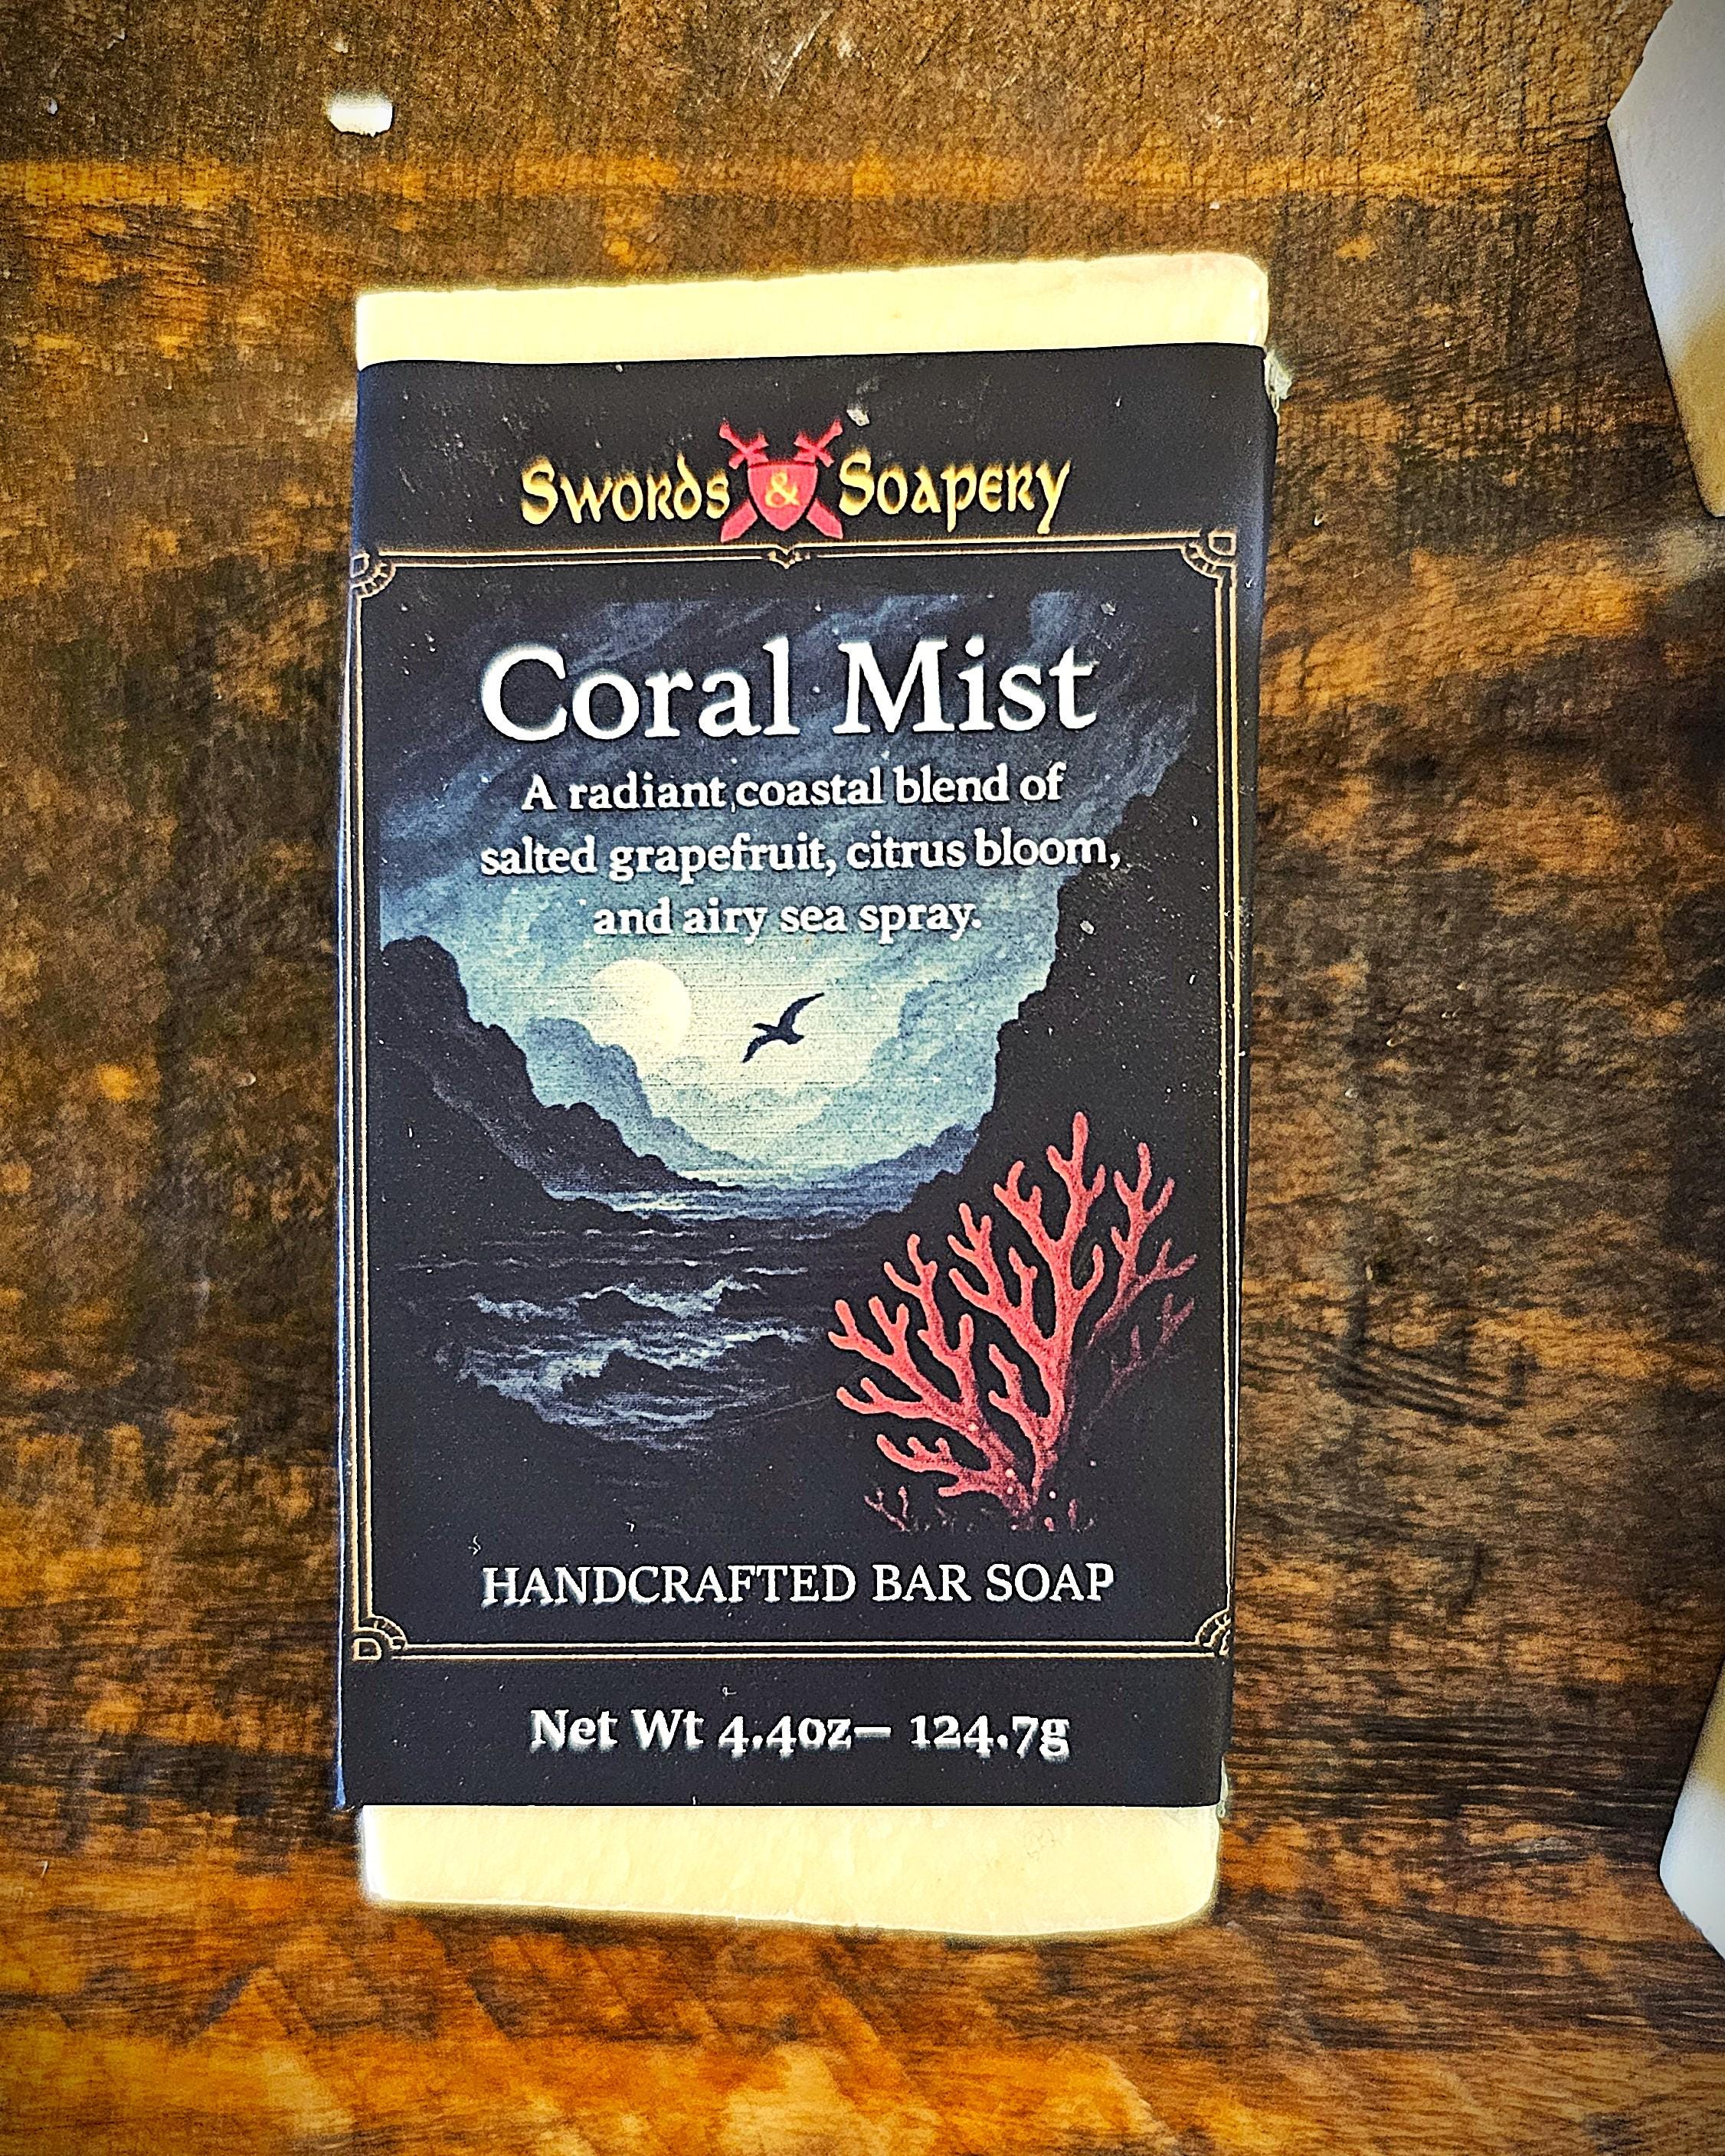 Swords & Soapery
Coral Mist
A radiant coastal blend of
salted grapefruit, citrus bloom,
and airy sea spray.
HANDCRAFTED BAR SOAP
Net Wt 4.4oz— 124.7g